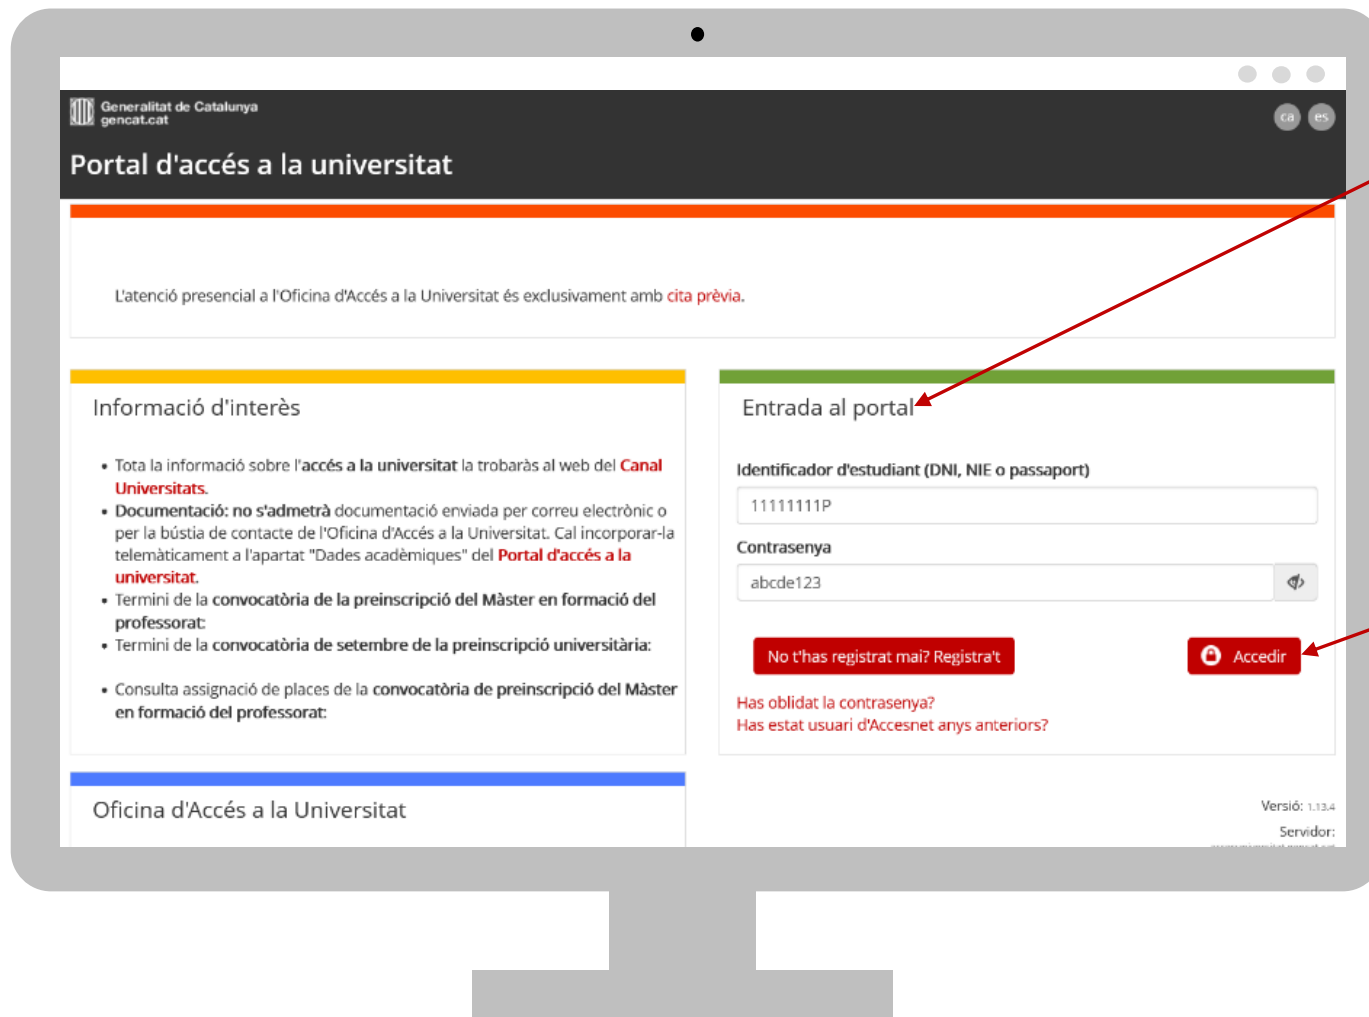 Generalitat de Catalunya
gencat.cat
ca es
Portal d'accés a la universitat
L'atenció presencial a l'Oficina d'Accés a la Universitat és exclusivament amb cita prèvia.
Informació d'interès
• Tota la informació sobre l'accés a la universitat la trobaràs al web del Canal
Universitats.
• Documentació: no s'admetrà documentació enviada per correu electrònic o
per la bústia de contacte de l'Oficina d'Accés a la Universitat. Cal incorporar-la
telemàticament a l'apartat "Dades acadèmiques" del Portal d'accés a la
universitat.
• Termini de la convocatòria de la preinscripció del Màster en formació del
professorat:
• Termini de la convocatòria de setembre de la preinscripció universitària:
• Consulta assignació de places de la convocatòria de preinscripció del Màster
en formació del professorat:
Entrada al portal
Identificador d'estudiant (DNI, NIE o passaport)
11111111P
Contrasenya
abcde123
No t'has registrat mai? Registra't
Accedir
Has oblidat la contrasenya?
Has estat usuari d'Accesnet anys anteriors?
Oficina d'Accés a la Universitat
Versió: 1.13.4
Servidor: